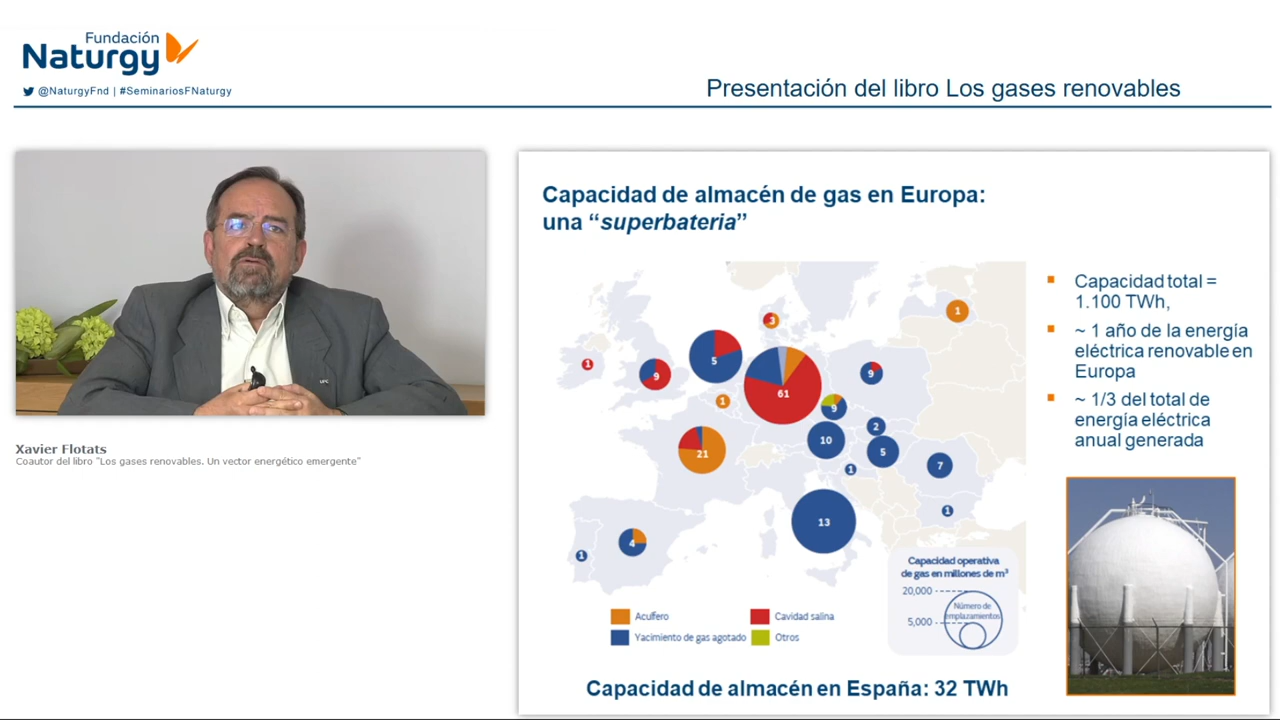 Fundación
Naturgy
@NaturgyFnd | #SeminariosFNaturgy
Presentación del libro Los gases renovables
UPC
Xavier Flotats
Coautor del libro “Los gases renovables. Un vector energético emergente”
Capacidad de almacén de gas en Europa:
una “superbateria”
1
3
1
5
9
61
9
1
9
21
10
2
5
1
7
1
13
4
1
Capacidad operativa
de gas en millones de m³
20,000
Número de
emplazamientos
5,000
Acuífero
Cavidad salina
Yacimiento de gas agotado
Otros
Capacidad de almacén en España: 32 TWh
Capacidad total =
1.100 TWh,
~ 1 año de la energía
eléctrica renovable en
Europa
~ 1/3 del total de
energía eléctrica
anual generada